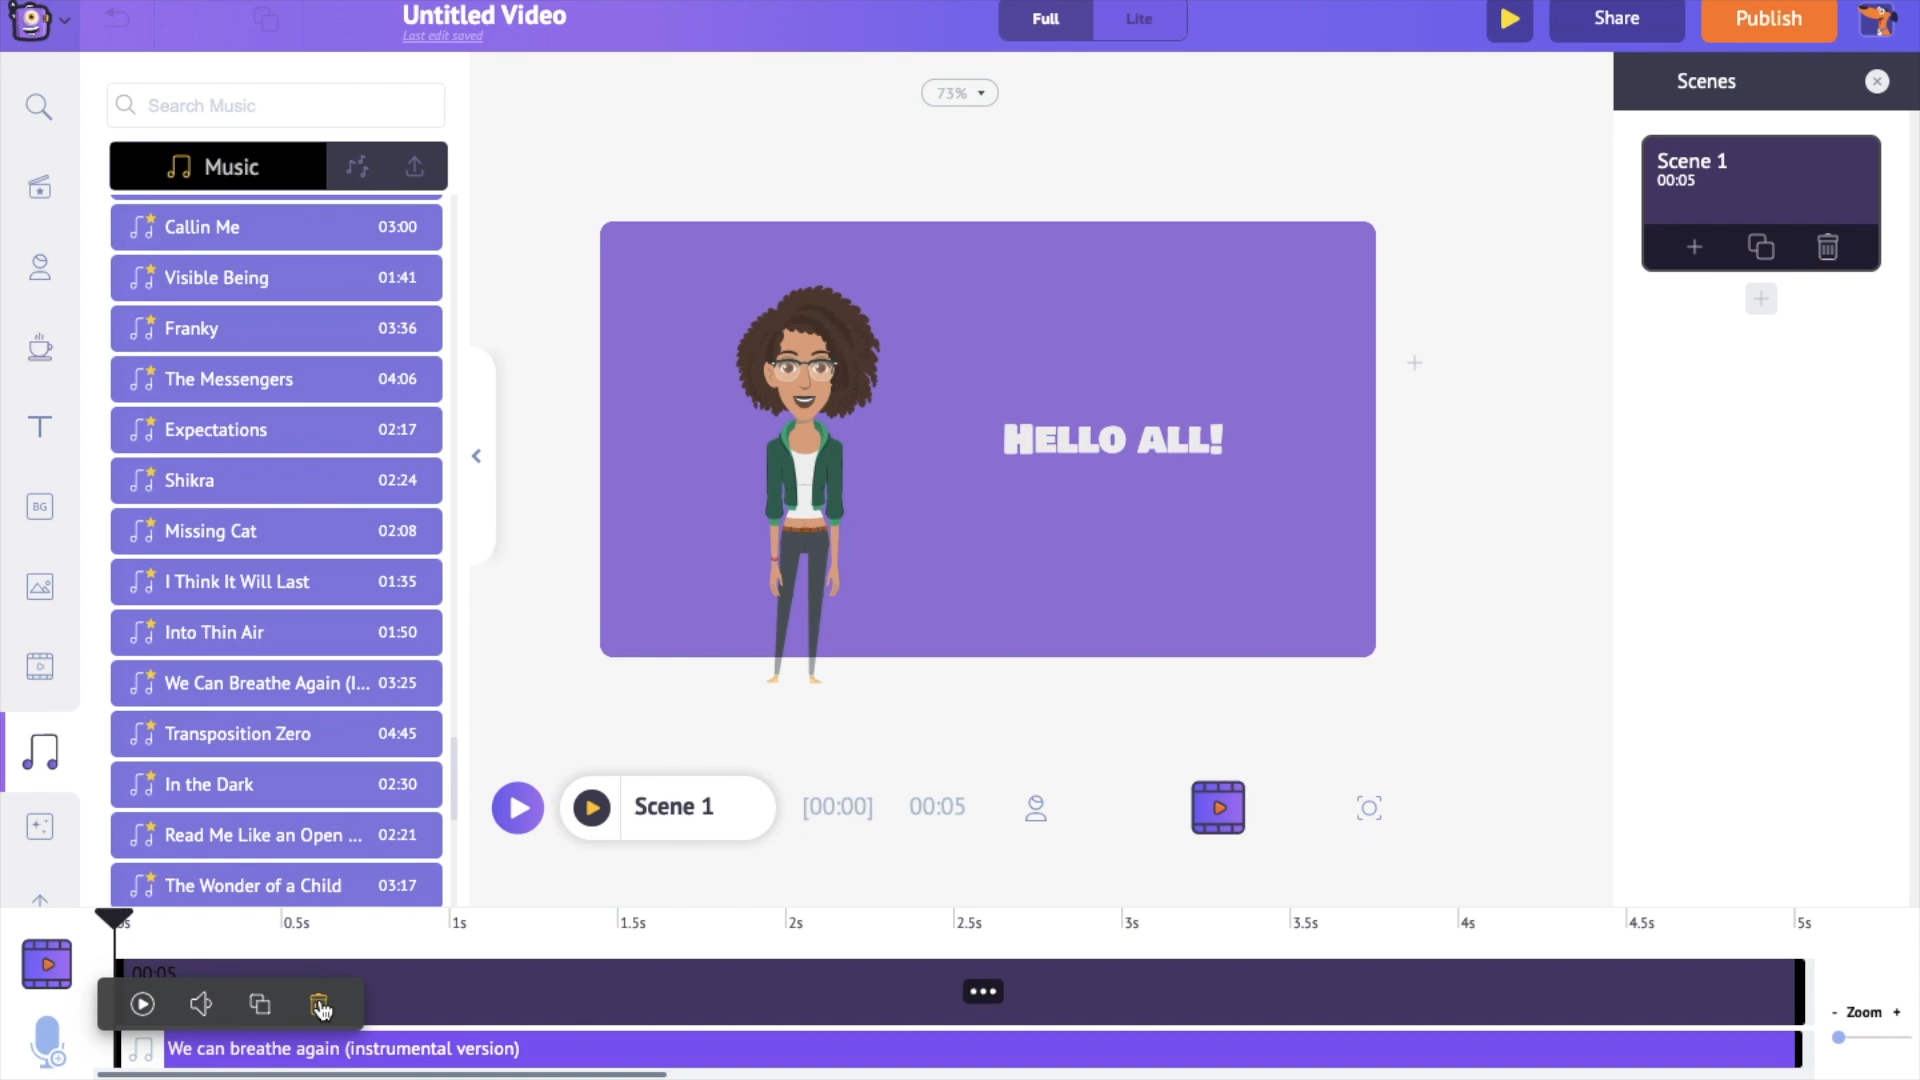 Untitled Video
Last edit saved
Full
Lite
Share
Publish
Search Music
73%
Scenes
Music
Scene 1
00:05
Callin Me 03:00
Visible Being 01:41
Franky 03:36
The Messengers 04:06
Expectations 02:17
Shikra 02:24
Missing Cat 02:08
I Think It Will Last 01:35
Into Thin Air 01:50
We Can Breathe Again (I... 03:25
Transposition Zero 04:45
In the Dark 02:30
Read Me Like an Open ... 02:21
The Wonder of a Child 03:17
BG
Hello all!
Scene 1
[00:00]
00:05
0.5s 1s 1.5s 2s 2.5s 3s 3.5s 4s 4.5s 5s
00:05
- Zoom +
We can breathe again (instrumental version)